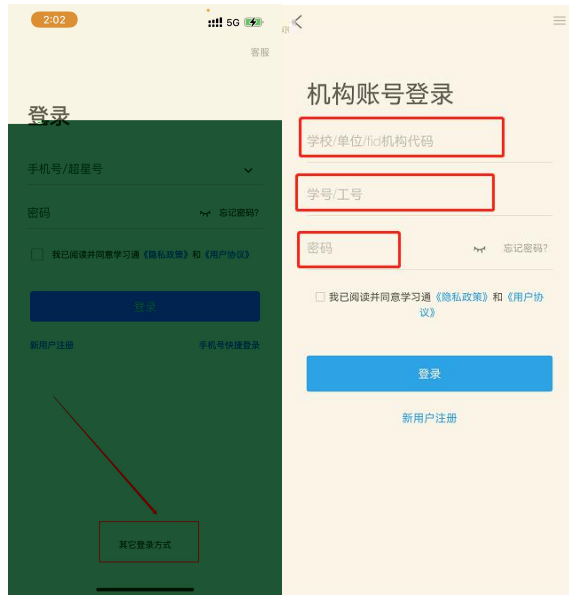 2:02
5G
客服
登录
手机号/超星号
密码
忘记密码?
我已阅读并同意学习通《隐私政策》和《用户协议》
登录
新用户注册
手机号快捷登录
其它登录方式
机构账号登录
学校/单位/fid机构代码
学号/工号
密码
忘记密码?
我已阅读并同意学习通《隐私政策》和《用户协
议》
登录
新用户注册